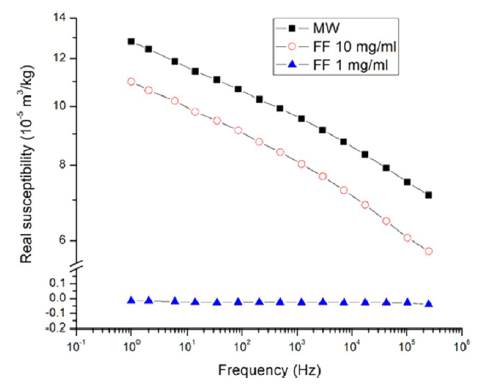 14
12
10
8
6
0.1
0.0
-0.1
-0.2
Real susceptibility (10⁻⁵ m³/kg)
MW
FF 10 mg/ml
FF 1 mg/ml
10⁻¹ 10⁰ 10¹ 10² 10³ 10⁴ 10⁵ 10⁶
Frequency (Hz)